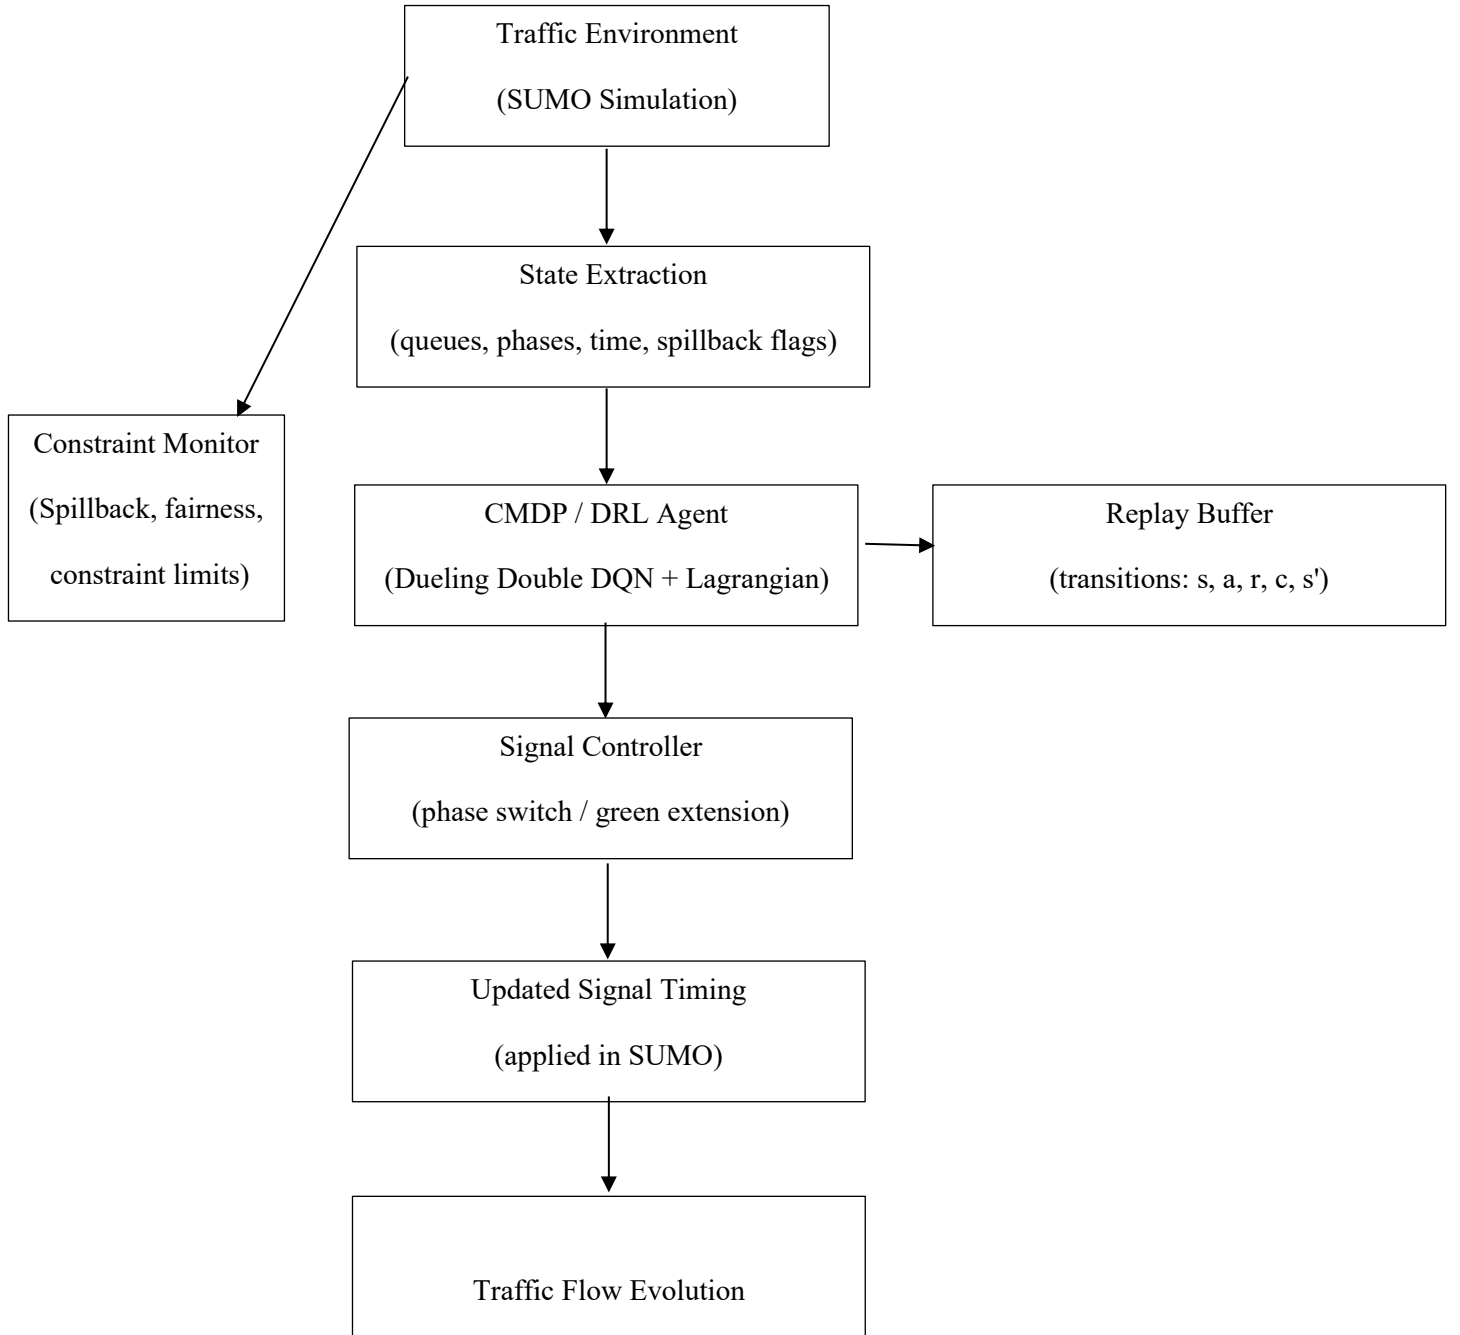 Traffic Environment
(SUMO Simulation)
State Extraction
(queues, phases, time, spillback flags)
Constraint Monitor
(Spillback, fairness,
constraint limits)
CMDP / DRL Agent
(Dueling Double DQN + Lagrangian)
Replay Buffer
(transitions: s, a, r, c, s')
Signal Controller
(phase switch / green extension)
Updated Signal Timing
(applied in SUMO)
Traffic Flow Evolution